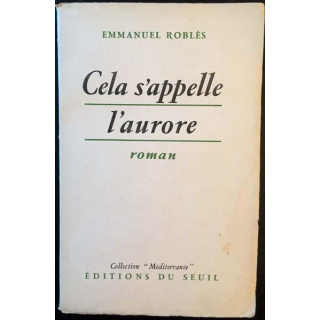 EMMANUEL ROBLÈS
Cela s'appelle
l'aurore
roman
Collection "Méditerranée"
ÉDITIONS DU SEUIL